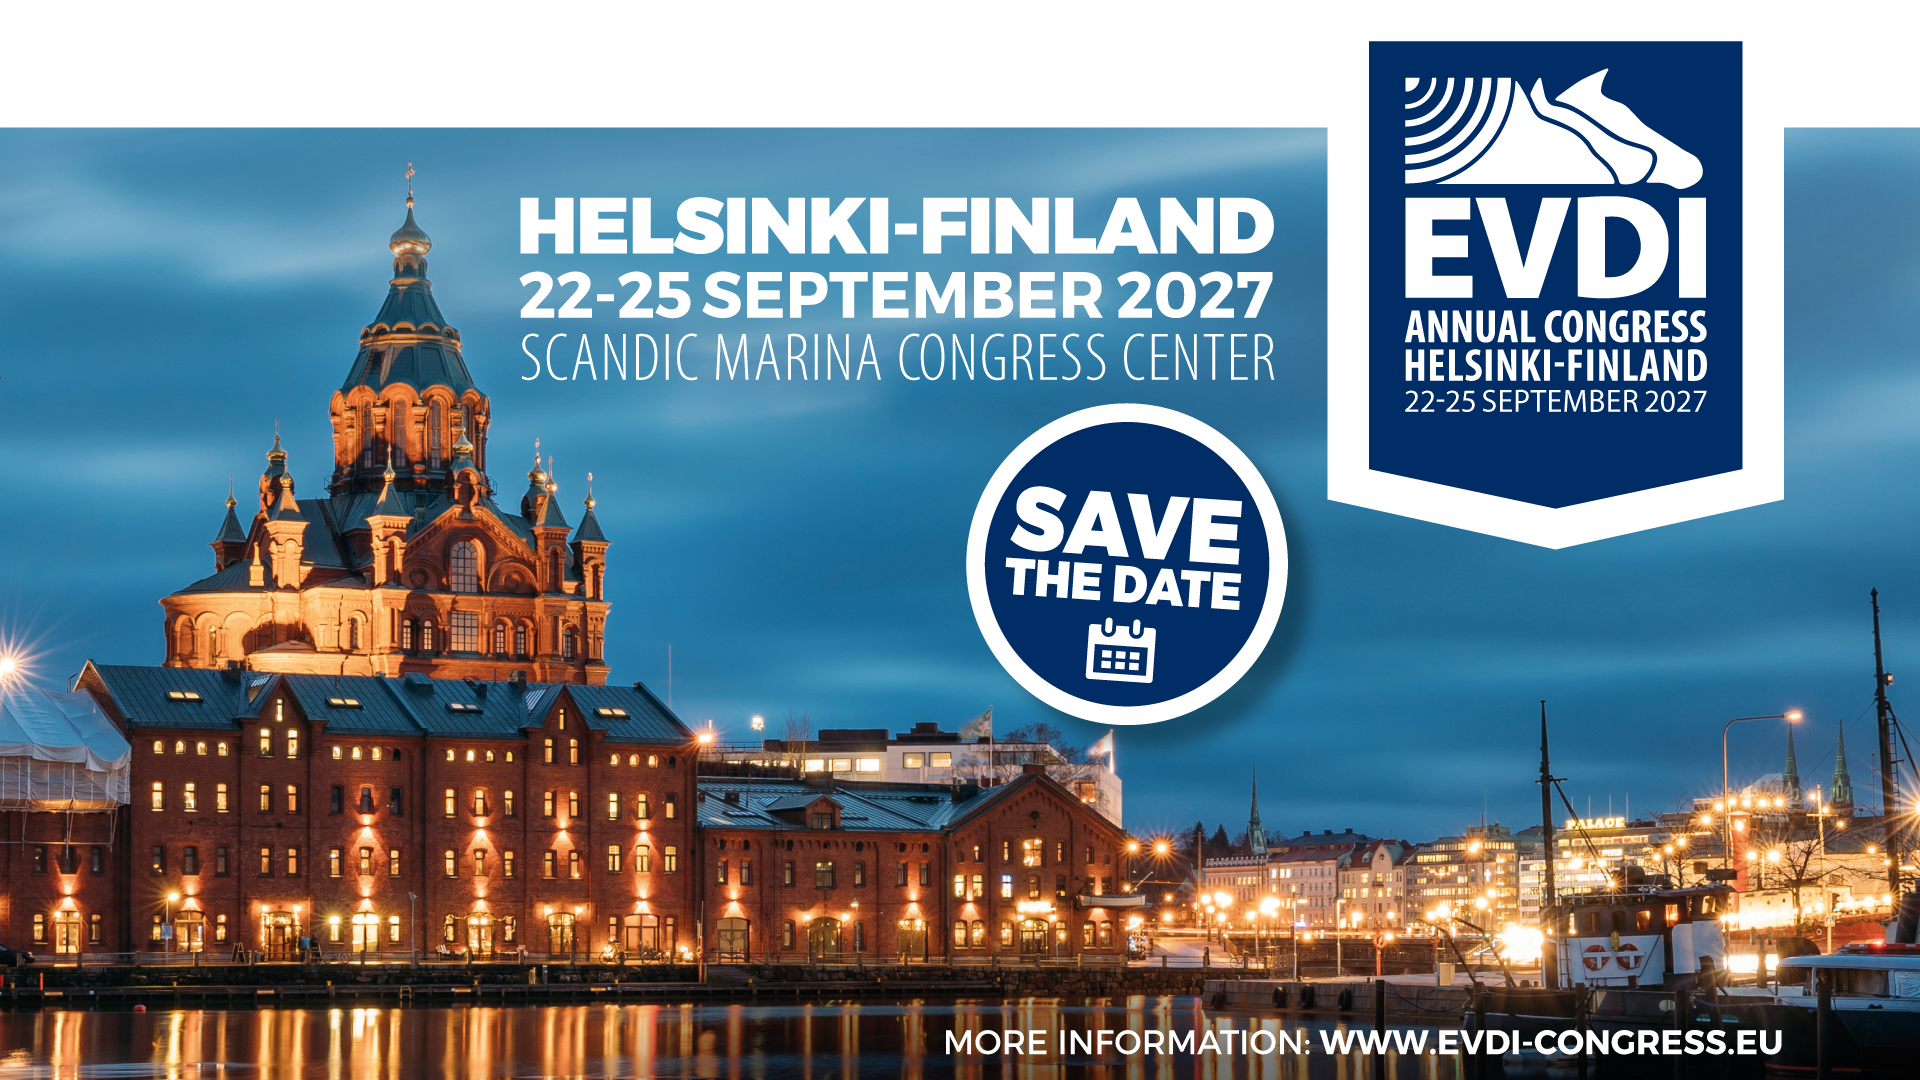 HELSINKI-FINLAND
22-25 SEPTEMBER 2027
SCANDIC MARINA CONGRESS CENTER
EVDI
ANNUAL CONGRESS
HELSINKI-FINLAND
22-25 SEPTEMBER 2027
SAVE
THE DATE
PALACE
MORE INFORMATION: WWW.EVDI-CONGRESS.EU